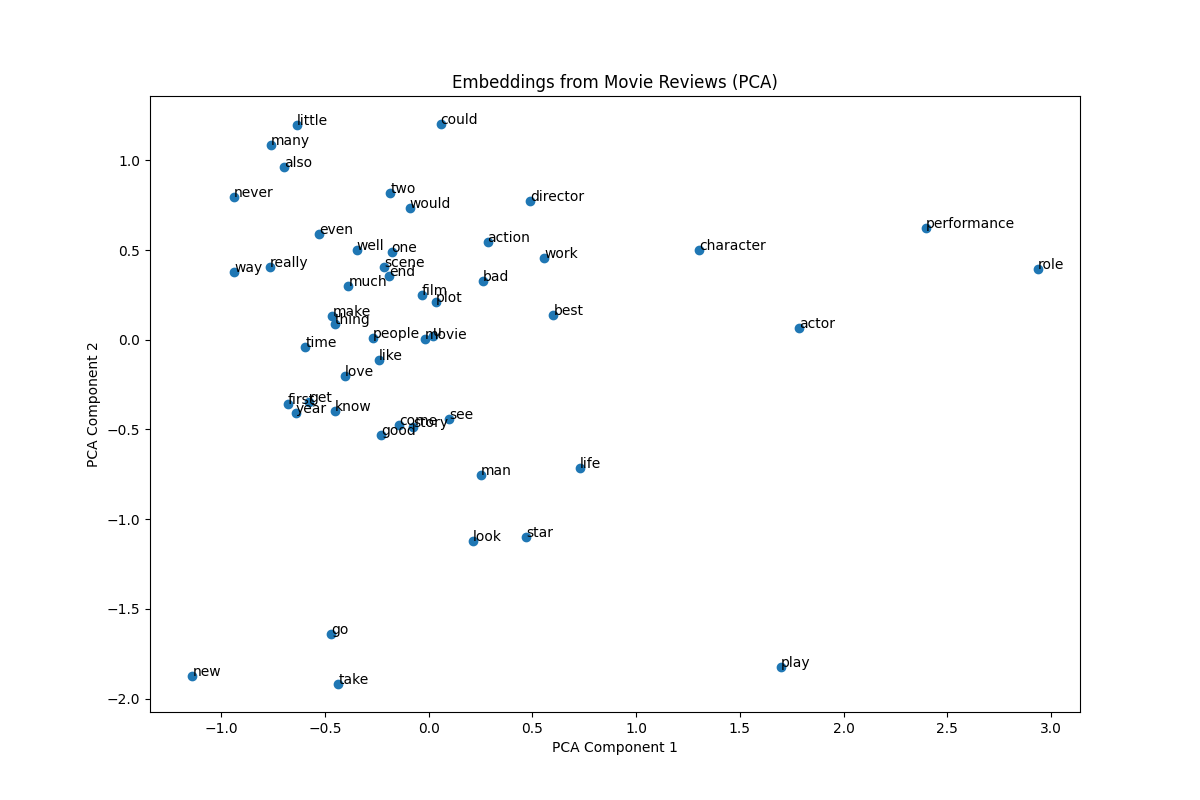 Embeddings from Movie Reviews (PCA)
little
could
many
also
never
two
would
director
performance
even
well
one
action
character
work
way
really
scene
end
role
much
bad
film
plot
make
thing
best
actor
people
movie
time
like
love
first
get
year
know
come
story
see
good
man
life
look
star
go
new
take
play
1.0
0.5
0.0
−0.5
−1.0
−1.5
−2.0
PCA Component 2
−1.0
−0.5
0.0
0.5
1.0
1.5
2.0
2.5
3.0
PCA Component 1